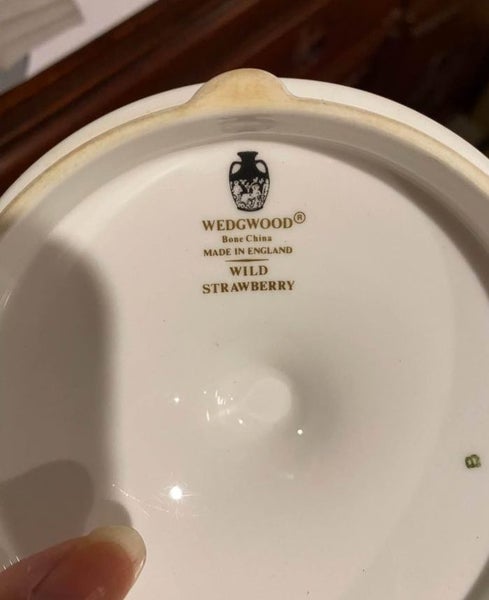 WEDGWOOD®
Bone China
MADE IN ENGLAND
WILD
STRAWBERRY